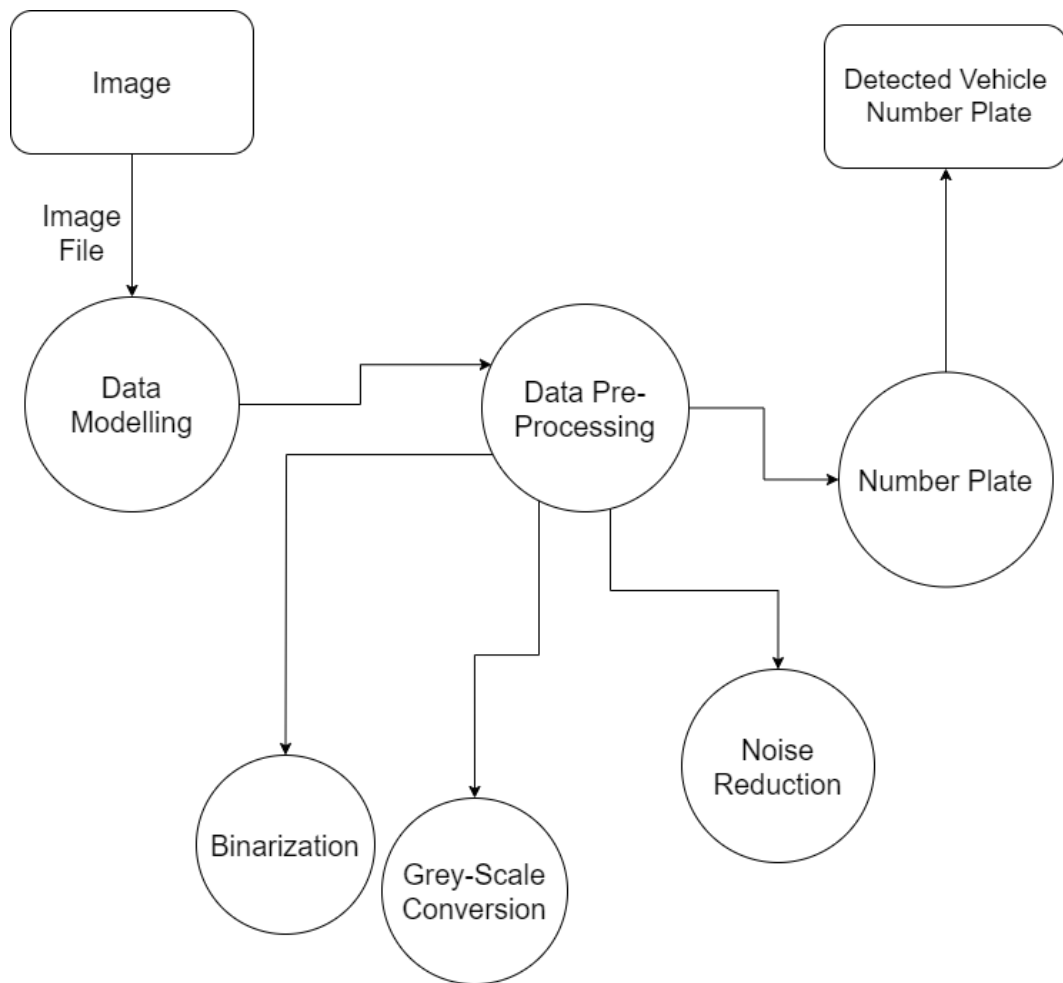 Image
Detected Vehicle
Number Plate
Image
File
Data
Modelling
Data Pre-
Processing
Number Plate
Noise
Reduction
Binarization
Grey-Scale
Conversion